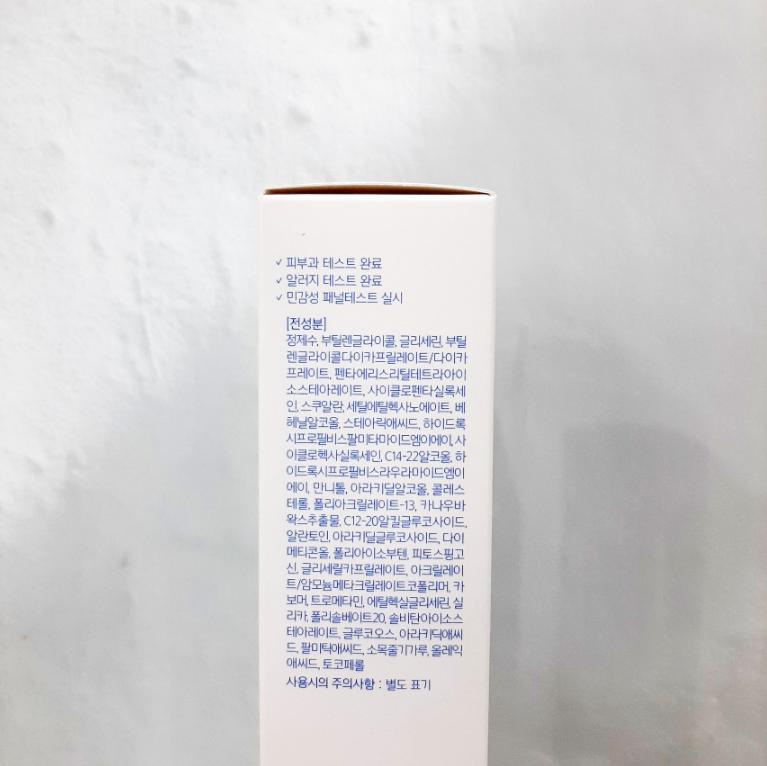 ✓ 피부과 테스트 완료
✓ 알러지 테스트 완료
✓ 민감성 패널테스트 실시
[전성분]
정제수, 부틸렌글라이콜, 글리세린, 부틸
렌글라이콜다이카프릴레이트/다이카
프레이트, 펜타에리스리틸테트라아이
소스테아레이트, 사이클로펜타실록세
인, 스쿠알란, 세틸에틸헥사노에이트, 베
헤닐알코올, 스테아릭애씨드, 하이드록
시프로필비스팔미타마이드엠이에이, 사
이클로헥사실록세인, C14-22알코올, 하
이드록시프로필비스라우라마이드엠이
에이, 만니톨, 아라키딜알코올, 콜레스
테롤, 폴리아크릴레이트-13, 카나우바
왁스추출물, C12-20알킬글루코사이드,
알란토인, 아라키딜글루코사이드, 다이
메티콘올, 폴리아이소부텐, 피토스핑고
신, 글리세릴카프릴레이트, 아크릴레이
트/암모늄메타크릴레이트코폴리머, 카
보머, 트로메타민, 에틸헥실글리세린, 실
리카, 폴리솔베이트20, 솔비탄아이소스
테아레이트, 글루코오스, 아라키딕애씨
드, 팔미틱애씨드, 소목줄기가루, 올레익
애씨드, 토코페롤
사용시의 주의사항 : 별도 표기